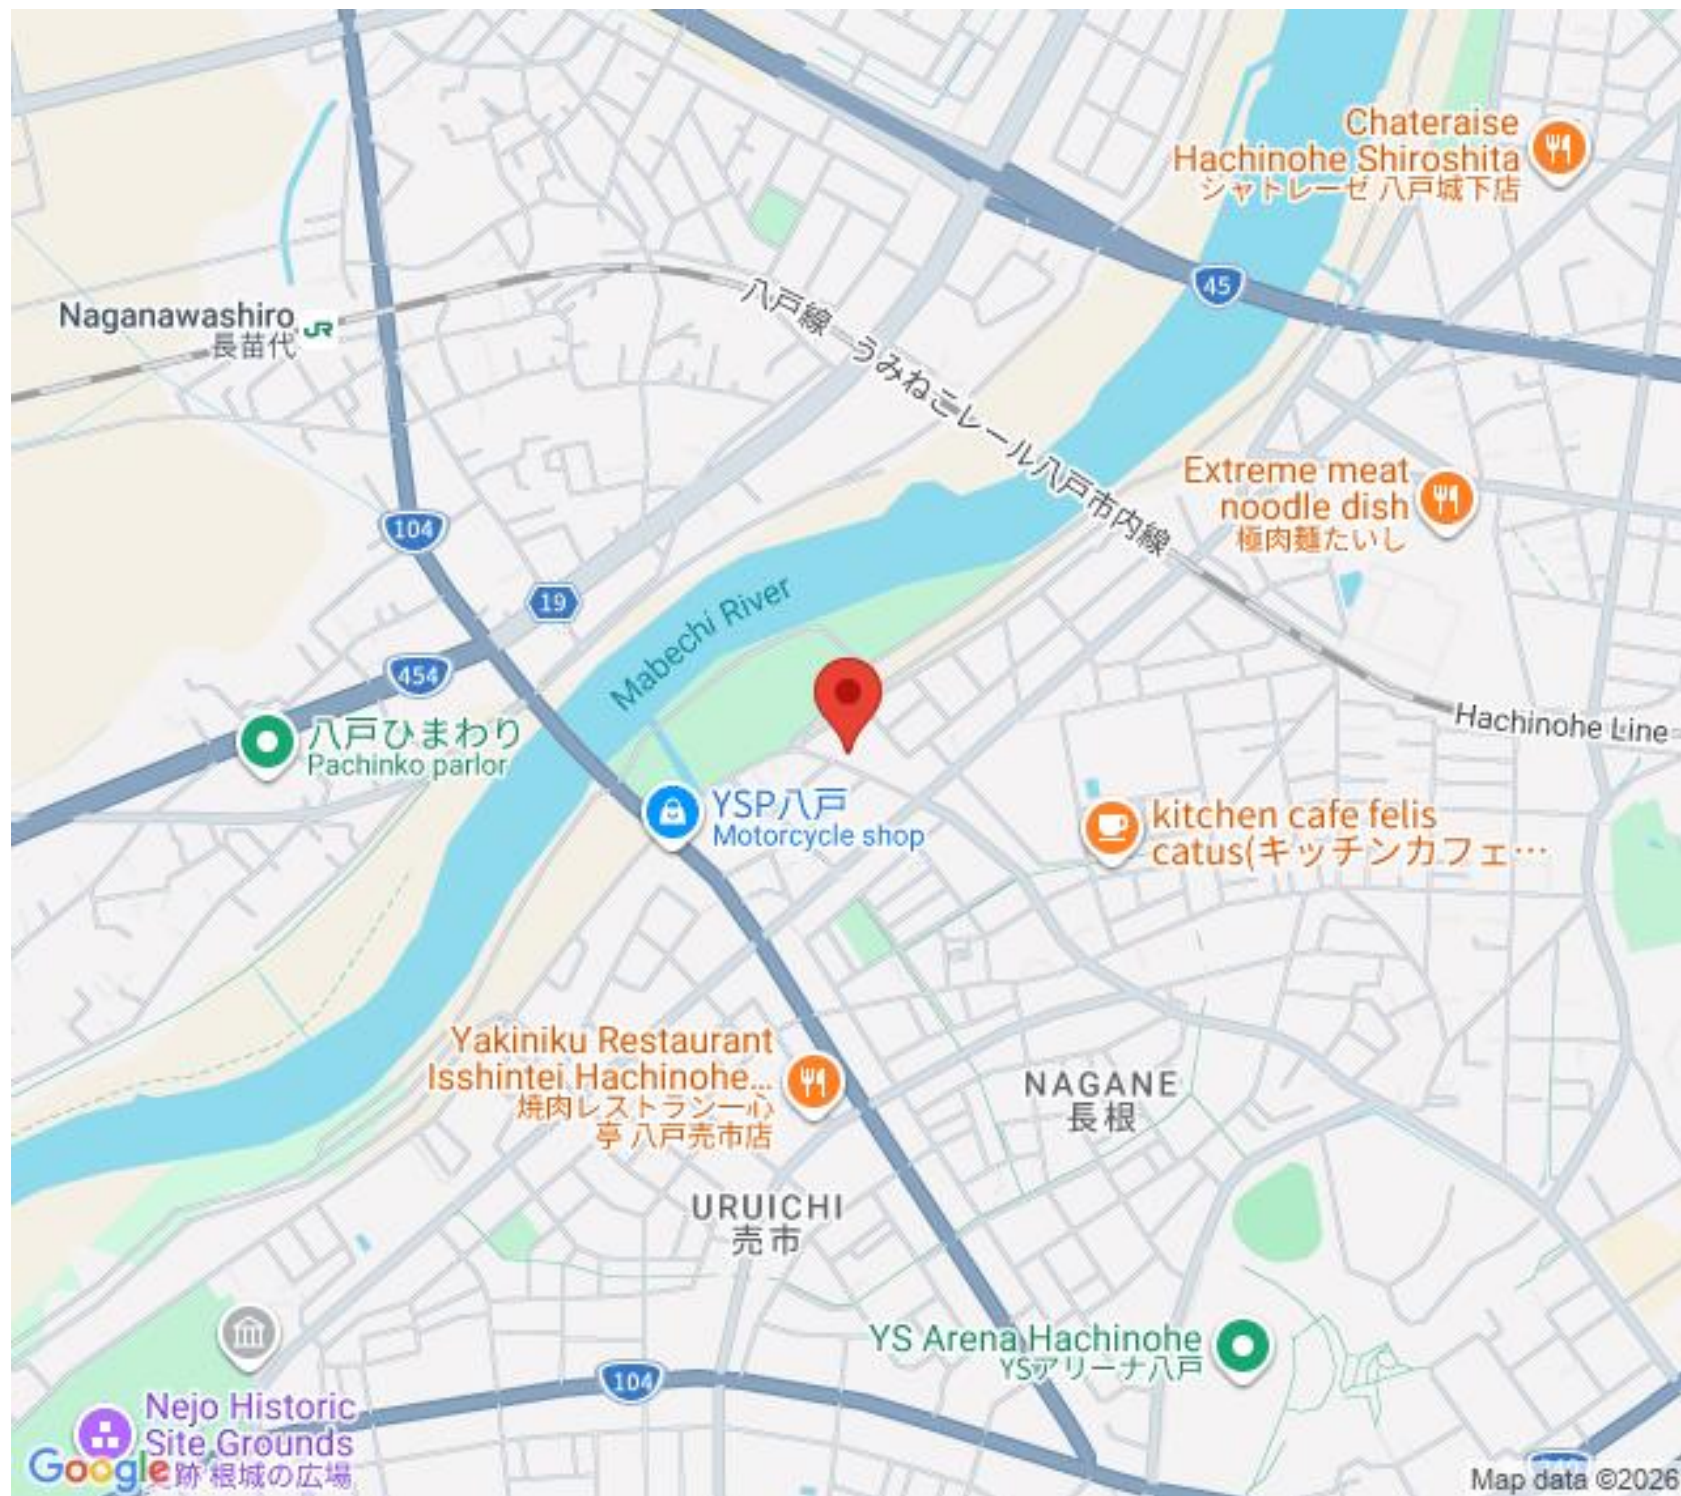 Chateraise
Hachinohe Shiroshita
シャトレーゼ 八戸城下店
45
Naganawashiro
JR
長苗代
八戸線
うみねこレール八戸市内線
Extreme meat
noodle dish
極肉麺たいし
104
19
Mabechi River
454
Hachinohe Line
八戸ひまわり
Pachinko parlor
YSP八戸
Motorcycle shop
kitchen cafe felis
catus(キッチンカフェ…
Yakiniku Restaurant
Isshintei Hachinohe...
焼肉レストラン一心
亭 八戸売市店
NAGANE
長根
URUICHI
売市
YS Arena Hachinohe
YSアリーナ八戸
104
Nejo Historic
Site Grounds
跡 根城の広場
Google
Map data ©2026